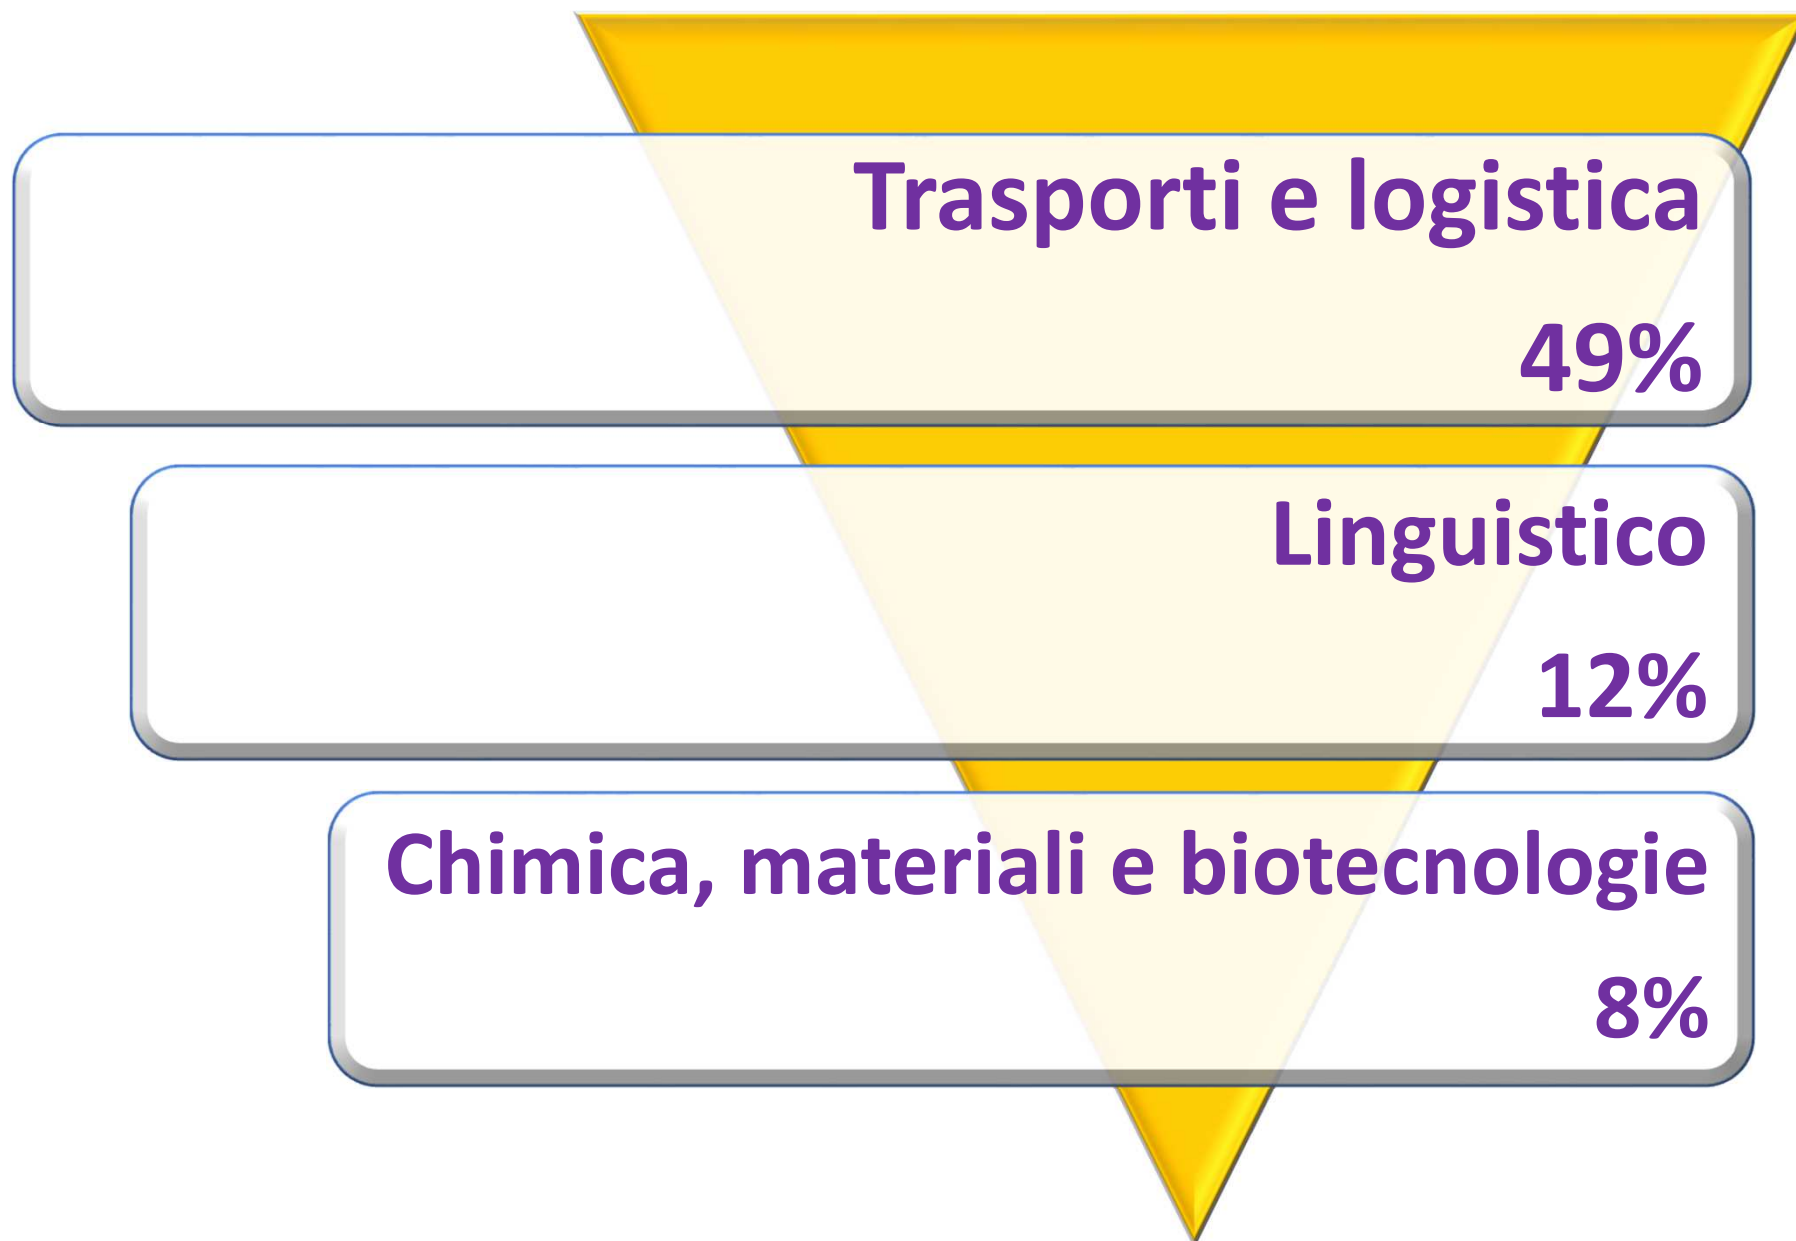 Trasporti e logistica
49%
Linguistico
12%
Chimica, materiali e biotecnologie
8%